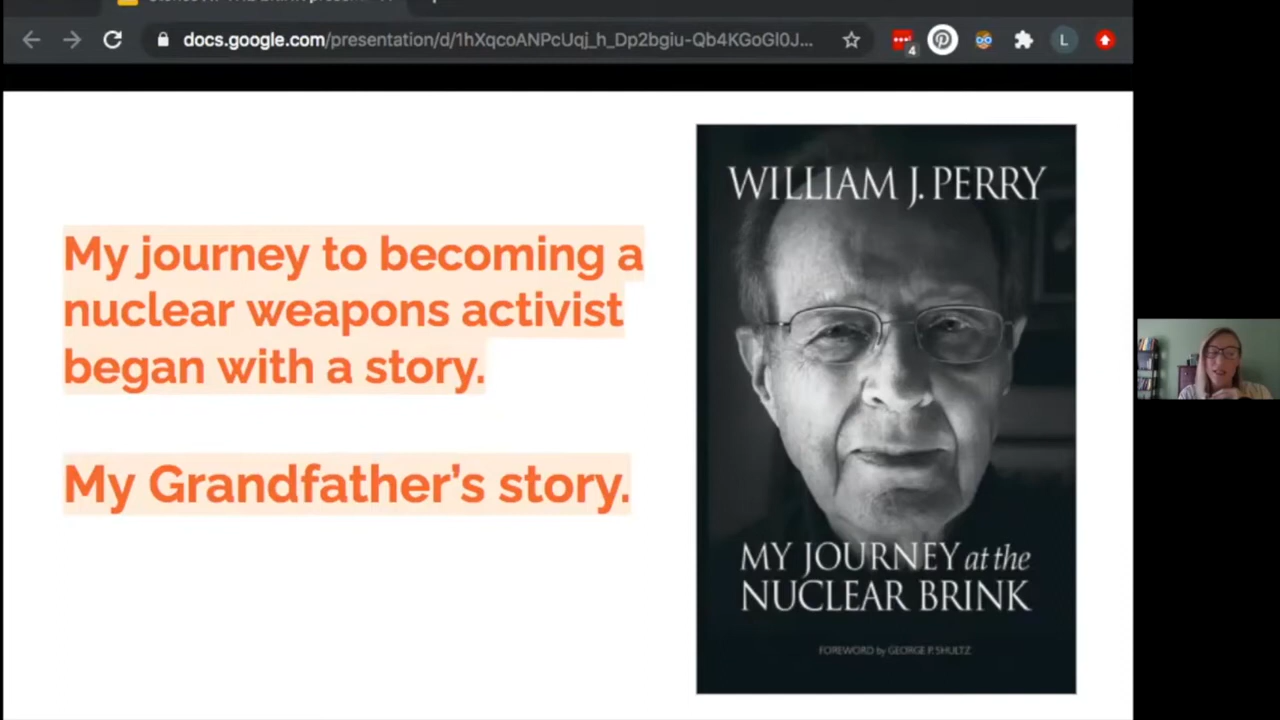 docs.google.com/presentation/d/1hXqcoANPcUqj_h_Dp2bgiu-Qb4KGoGl0J...
4
L
My journey to becoming a
nuclear weapons activist
began with a story.
My Grandfather's story.
WILLIAM J. PERRY
MY JOURNEY at the
NUCLEAR BRINK
FOREWORD by GEORGE P. SHULTZ